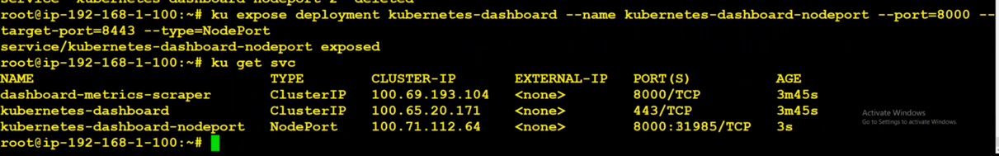 service "kubernetes-dashboard-nodeport-2" deleted
root@ip-192-168-1-100:~# ku expose deployment kubernetes-dashboard --name kubernetes-dashboard-nodeport --port=8000 --
target-port=8443 --type=NodePort
service/kubernetes-dashboard-nodeport exposed
root@ip-192-168-1-100:~# ku get svc
NAME TYPE CLUSTER-IP EXTERNAL-IP PORT(S) AGE
dashboard-metrics-scraper ClusterIP 100.69.193.104 <none> 8000/TCP 3m45s
kubernetes-dashboard ClusterIP 100.65.20.171 <none> 443/TCP 3m45s
kubernetes-dashboard-nodeport NodePort 100.71.112.64 <none> 8000:31985/TCP 3s
root@ip-192-168-1-100:~#
Activate Windows
Go to Settings to activate Windows.